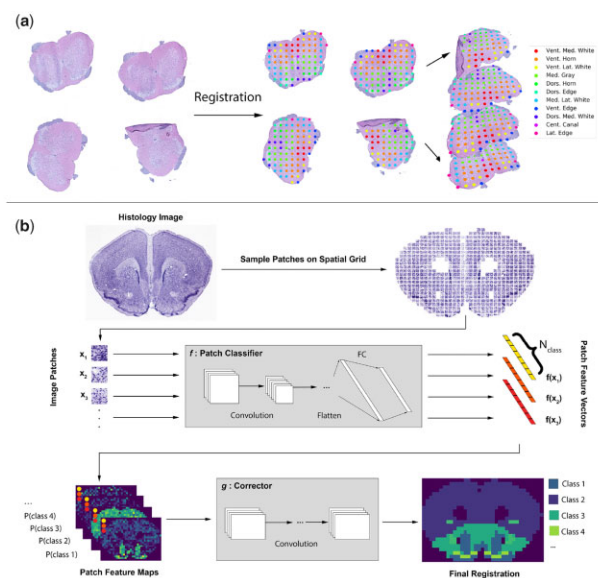 (a)
Registration
Vent. Med. White
Vent. Horn
Vent. Lat. White
Med. Gray
Dors. Horn
Dors. Edge
Med. Lat. White
Vent. Edge
Dors. Med. White
Cent. Canal
Lat. Edge
(b)
Histology Image
Sample Patches on Spatial Grid
Image Patches
x1
x2
x3
f : Patch Classifier
FC
Convolution
Flatten
...
Nclass
f(x1)
f(x2)
f(x3)
Patch Feature Vectors
...
P(class 4)
P(class 3)
P(class 2)
P(class 1)
Patch Feature Maps
g : Corrector
...
Convolution
Class 1
Class 2
Class 3
Class 4
...
Final Registration